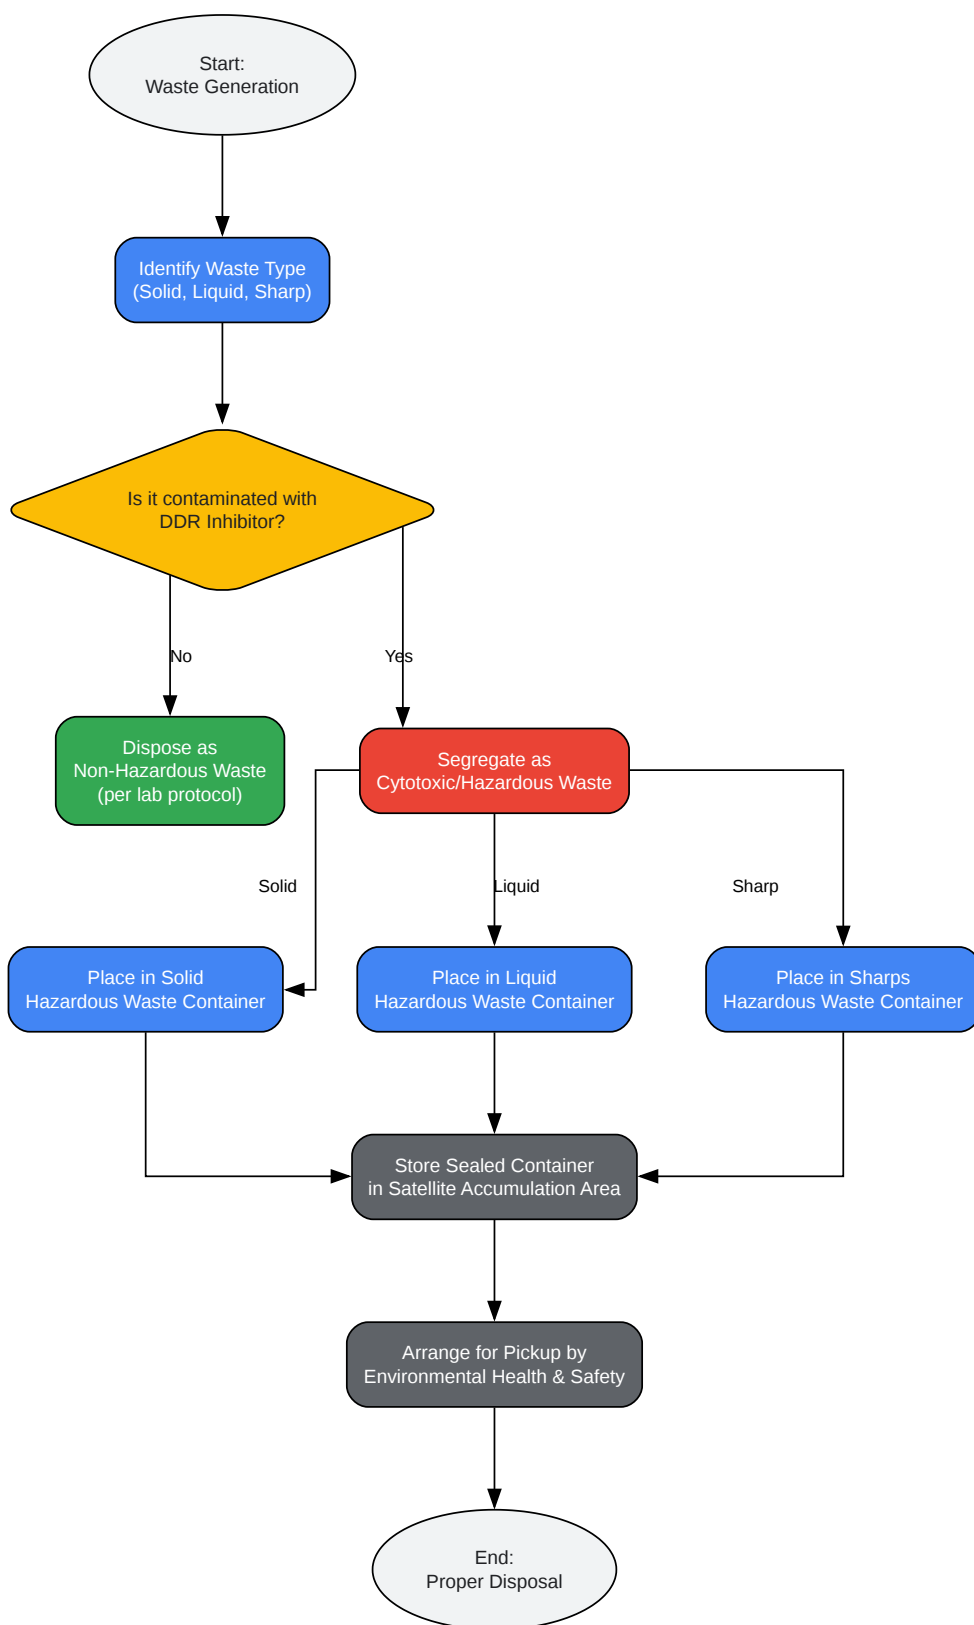 Start:
Waste Generation
Identify Waste Type
(Solid, Liquid, Sharp)
Is it contaminated with
DDR Inhibitor?
No
Yes
Dispose as
Non-Hazardous Waste
(per lab protocol)
Segregate as
Cytotoxic/Hazardous Waste
Solid
Liquid
Sharp
Place in Solid
Hazardous Waste Container
Place in Liquid
Hazardous Waste Container
Place in Sharps
Hazardous Waste Container
Store Sealed Container
in Satellite Accumulation Area
Arrange for Pickup by
Environmental Health & Safety
End:
Proper Disposal